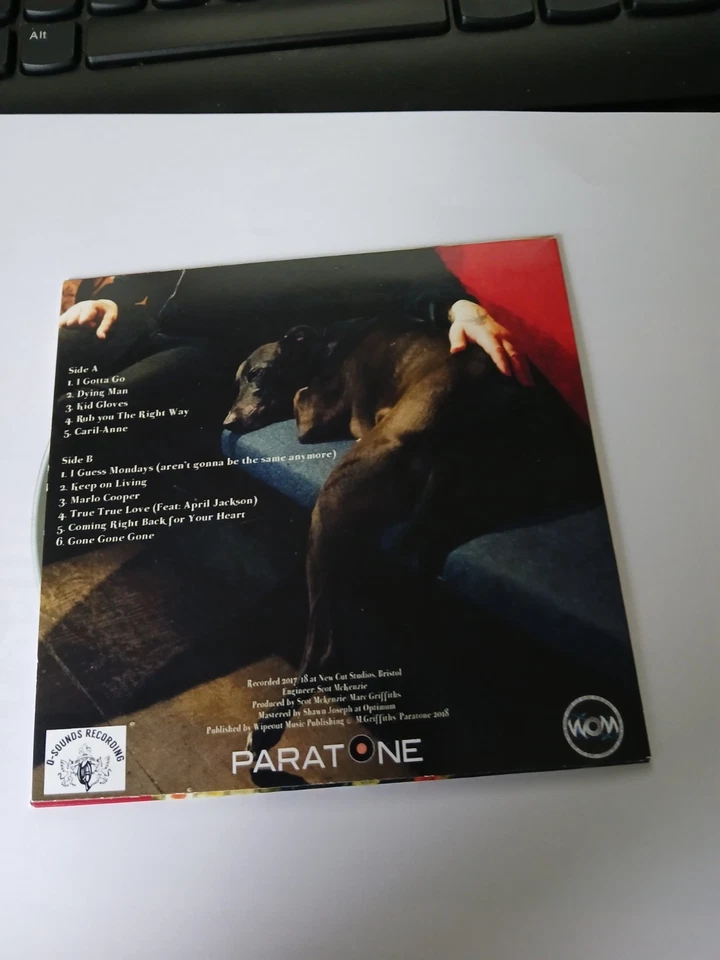 Alt
Side A
1. I Gotta Go
2. Dying Man
3. Kid Gloves
4. Rub you The Right Way
5. Caril-Anne
Side B
1. I Guess Mondays (aren't gonna be the same anymore)
2. Keep on Living
3. Marlo Cooper
4. True True Love (Feat: April Jackson)
5. Coming Right Back for Your Heart
6. Gone Gone Gone
Recorded 2017/18 at New Cut Studios, Bristol
Engineer: Scot McKenzie
Produced by Scot McKenzie/Marc Griffiths
Mastered by Shawn Joseph at Optimum
Published by Wipeout Music Publishing © M Griffiths/Paratone 2018
D-SOUNDS RECORDING
PARATONE
WOM